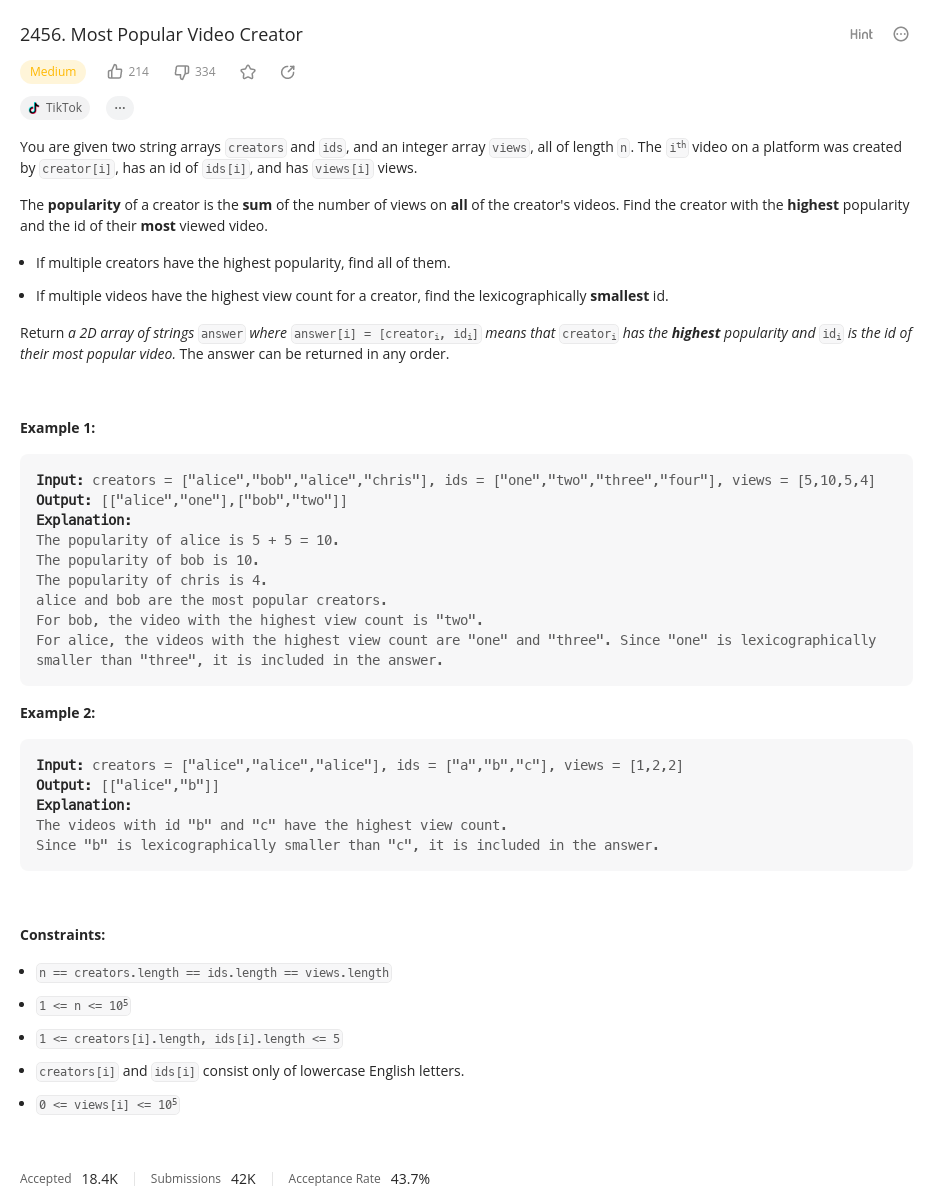 2456. Most Popular Video Creator
Hint
Medium 214 334
TikTok ...
You are given two string arrays creators and ids, and an integer array views, all of length n. The iᵗʰ video on a platform was created
by creator[i], has an id of ids[i], and has views[i] views.
The popularity of a creator is the sum of the number of views on all of the creator's videos. Find the creator with the highest popularity
and the id of their most viewed video.
• If multiple creators have the highest popularity, find all of them.
• If multiple videos have the highest view count for a creator, find the lexicographically smallest id.
Return a 2D array of strings answer where answer[i] = [creatorᵢ, idᵢ] means that creatorᵢ has the highest popularity and idᵢ is the id of
their most popular video. The answer can be returned in any order.
Example 1:
Input: creators = ["alice","bob","alice","chris"], ids = ["one","two","three","four"], views = [5,10,5,4]
Output: [["alice","one"],["bob","two"]]
Explanation:
The popularity of alice is 5 + 5 = 10.
The popularity of bob is 10.
The popularity of chris is 4.
alice and bob are the most popular creators.
For bob, the video with the highest view count is "two".
For alice, the videos with the highest view count are "one" and "three". Since "one" is lexicographically
smaller than "three", it is included in the answer.
Example 2:
Input: creators = ["alice","alice","alice"], ids = ["a","b","c"], views = [1,2,2]
Output: [["alice","b"]]
Explanation:
The videos with id "b" and "c" have the highest view count.
Since "b" is lexicographically smaller than "c", it is included in the answer.
Constraints:
• n == creators.length == ids.length == views.length
• 1 <= n <= 10⁵
• 1 <= creators[i].length, ids[i].length <= 5
• creators[i] and ids[i] consist only of lowercase English letters.
• 0 <= views[i] <= 10⁵
Accepted 18.4K Submissions 42K Acceptance Rate 43.7%